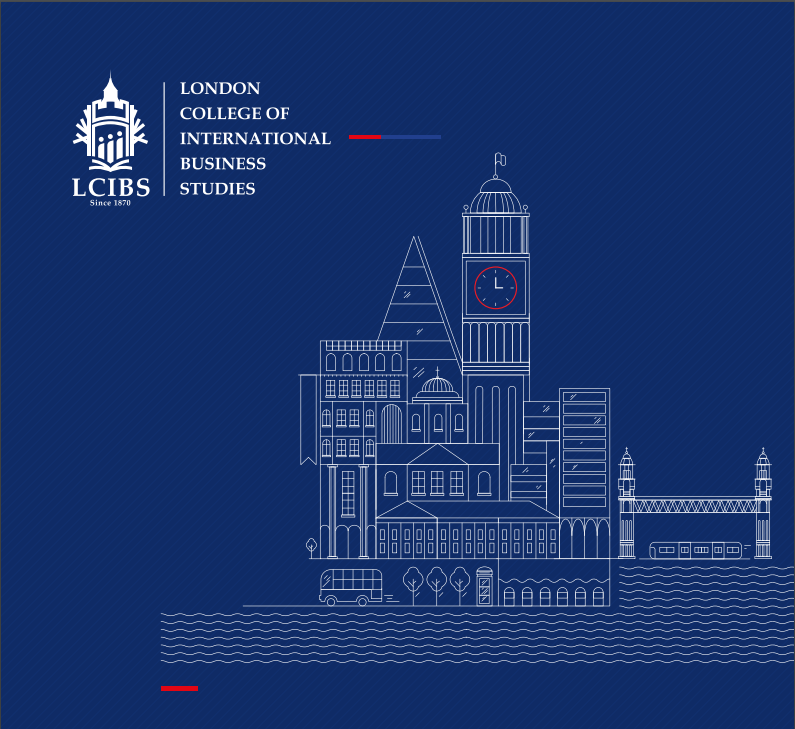 LONDON
COLLEGE OF
INTERNATIONAL
BUSINESS
STUDIES
LCIBS
Since 1870